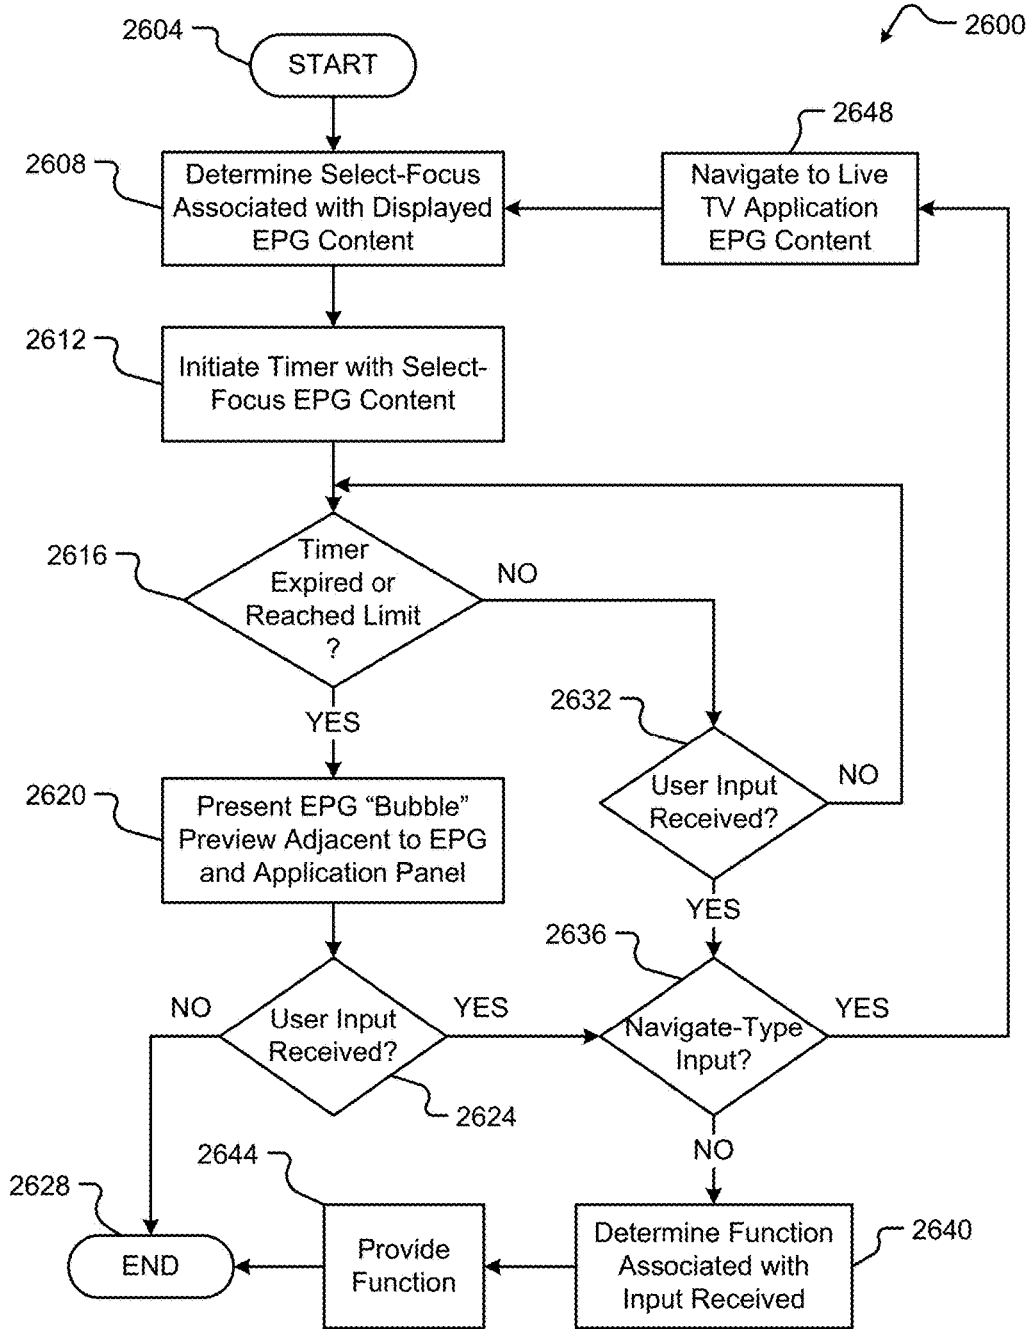 2600
2604
START
2648
2608
Determine Select-Focus
Associated with Displayed
EPG Content
Navigate to Live
TV Application
EPG Content
2612
Initiate Timer with Select-
Focus EPG Content
2616
Timer
Expired or
Reached Limit
?
NO
YES
2632
User Input
Received?
NO
2620
Present EPG “Bubble”
Preview Adjacent to EPG
and Application Panel
YES
2636
NO
User Input
Received?
YES
Navigate-Type
Input?
YES
2624
NO
2644
2628
END
Provide
Function
Determine Function
Associated with
Input Received
2640